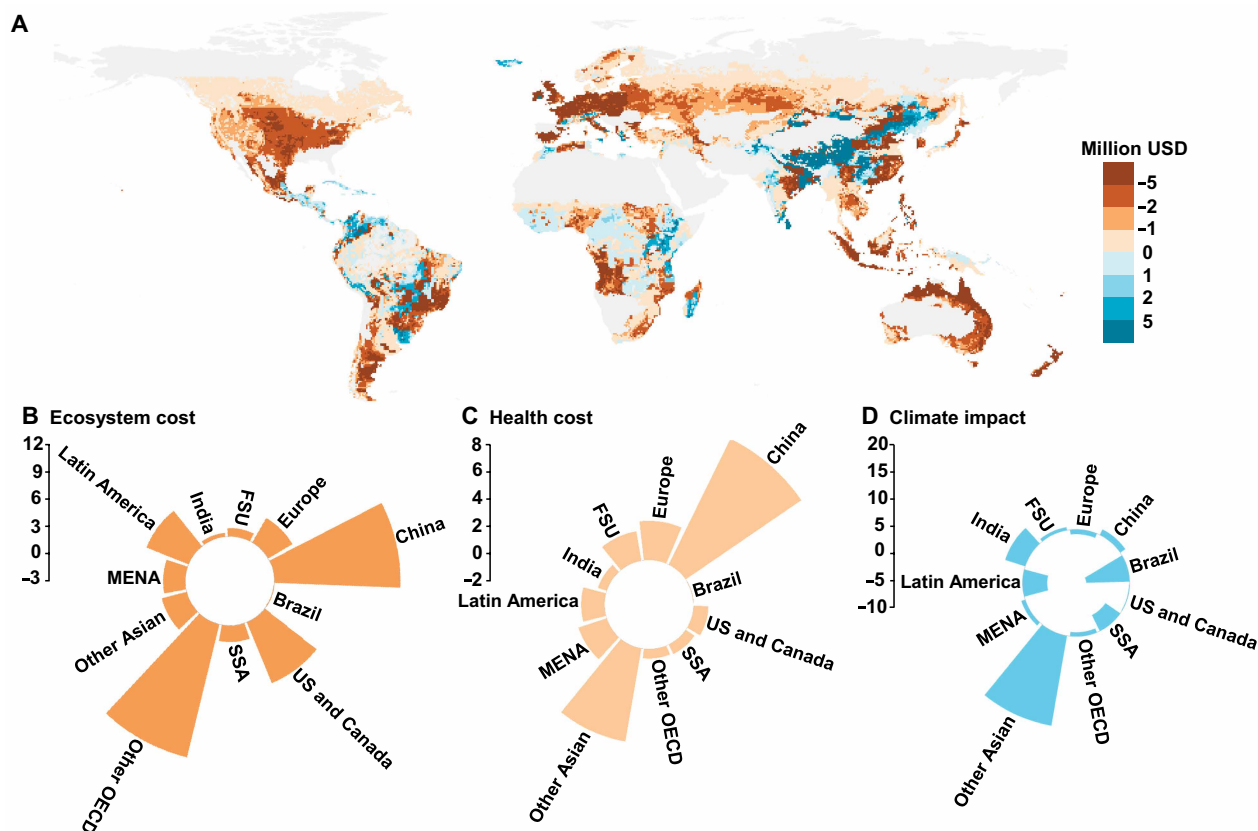 A
Million USD
–5
–2
–1
0
1
2
5
B Ecosystem cost
12
9
6
3
0
–3
Latin America
India
FSU
Europe
China
MENA
Brazil
Other Asian
SSA
US and Canada
Other OECD
C Health cost
8
6
4
2
0
–2
China
Europe
FSU
India
Brazil
Latin America
US and Canada
MENA
SSA
Other OECD
Other Asian
D Climate impact
20
15
10
5
0
–5
–10
Europe
FSU
China
India
Brazil
Latin America
US and Canada
MENA
SSA
Other OECD
Other Asian